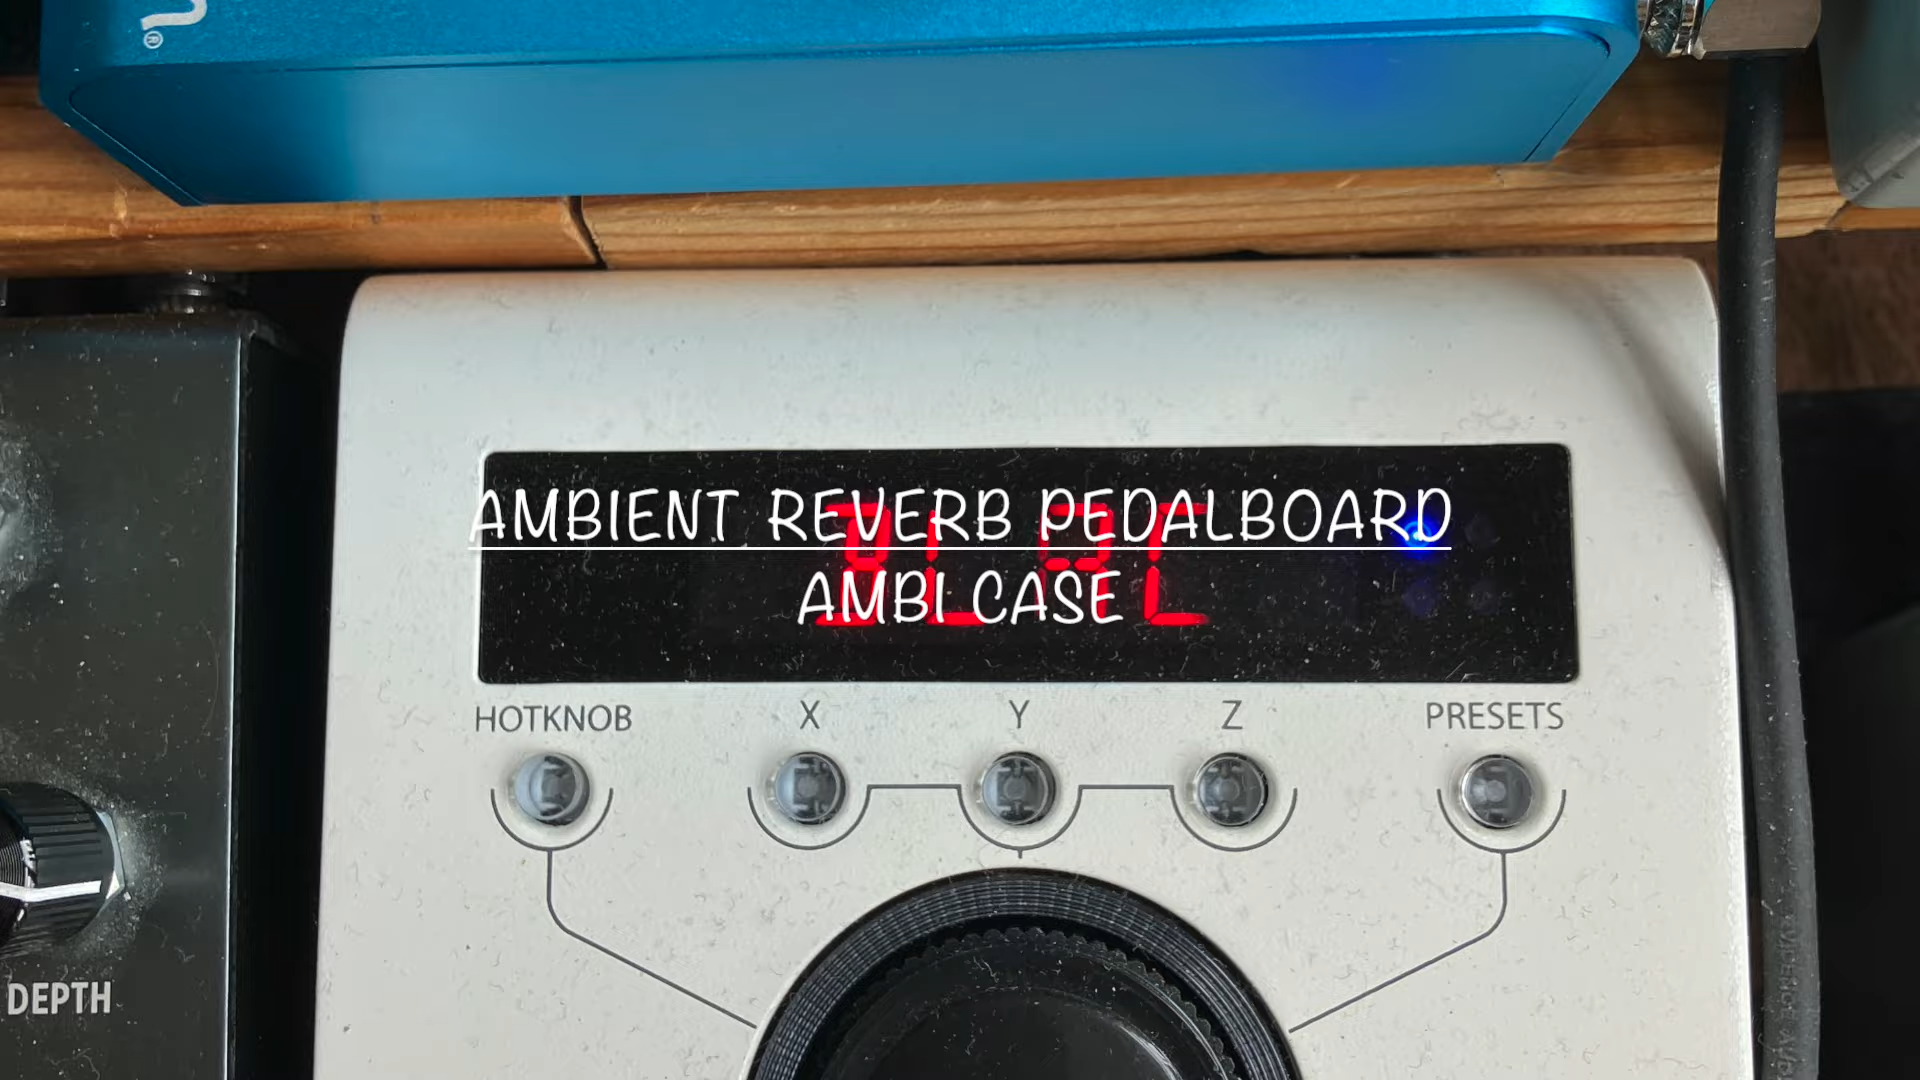 ®
AMBIENT REVERB PEDALBOARD
AMBI CASE
HOTKNOB X Y Z PRESETS
DEPTH